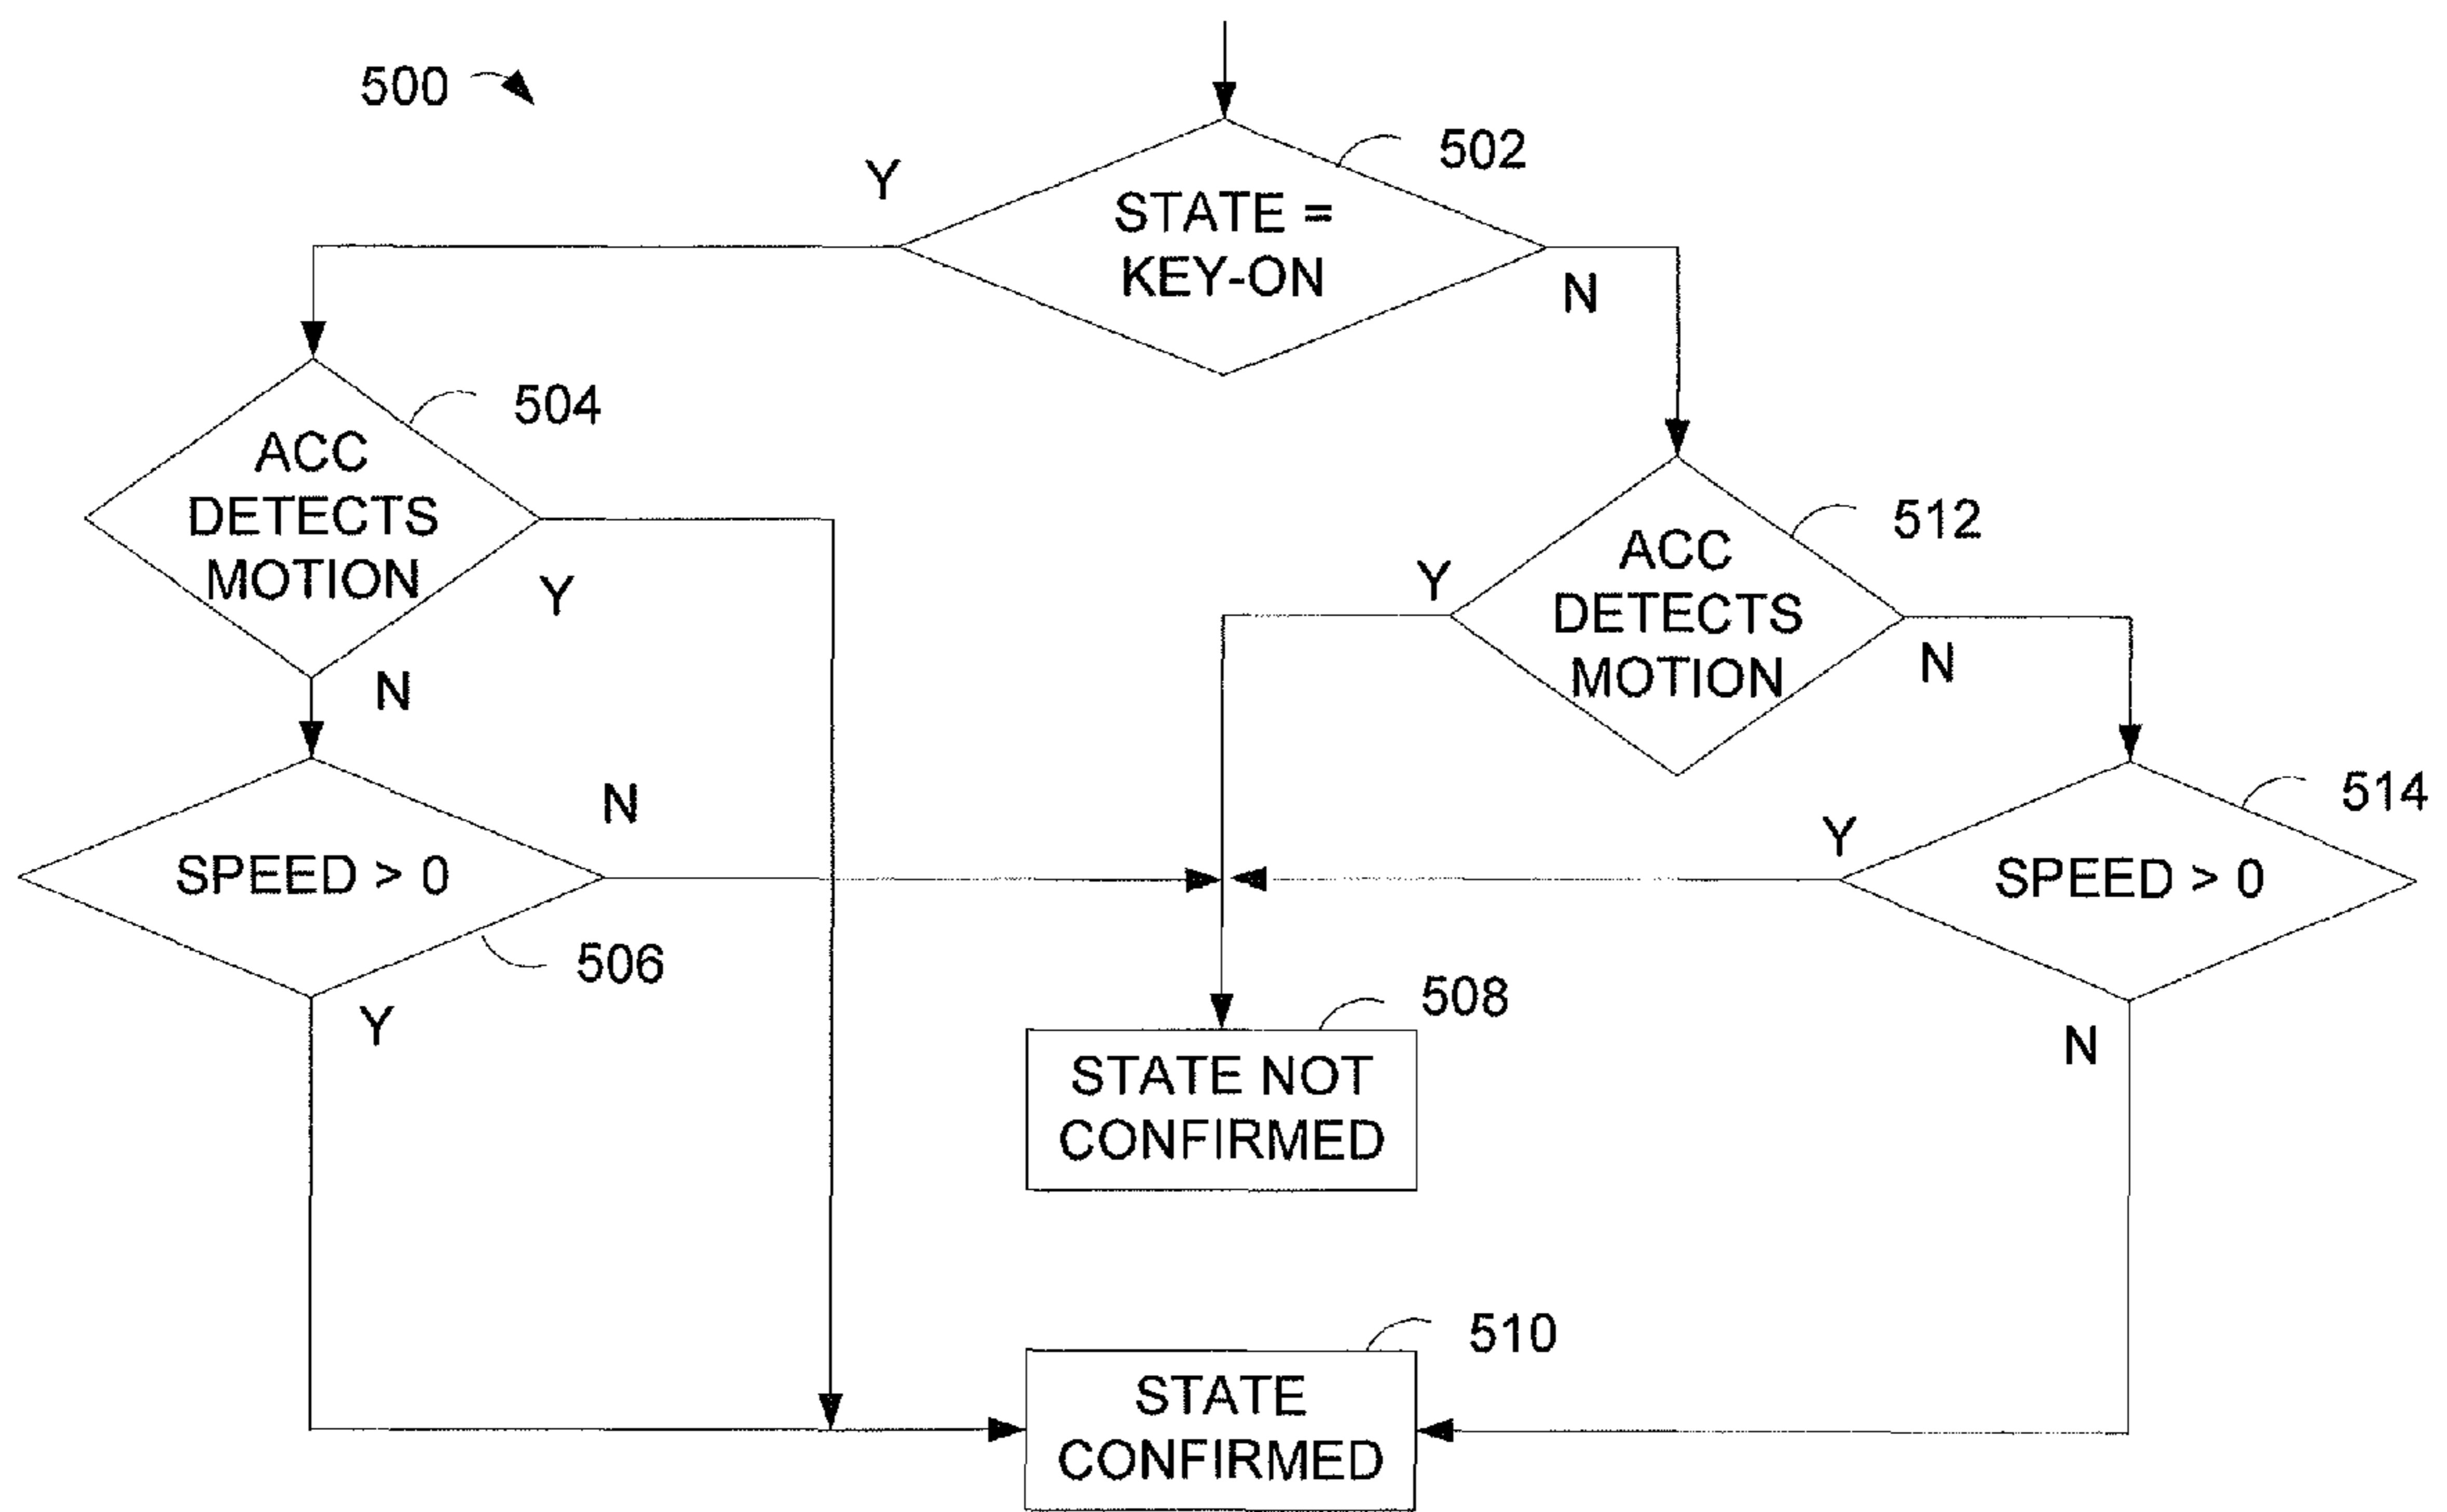 500
502
Y
STATE =
KEY-ON
N
504
ACC
DETECTS
MOTION
Y
N
512
ACC
DETECTS
MOTION
Y
N
514
SPEED > 0
N
506
Y
Y
SPEED > 0
N
508
STATE NOT
CONFIRMED
510
STATE
CONFIRMED